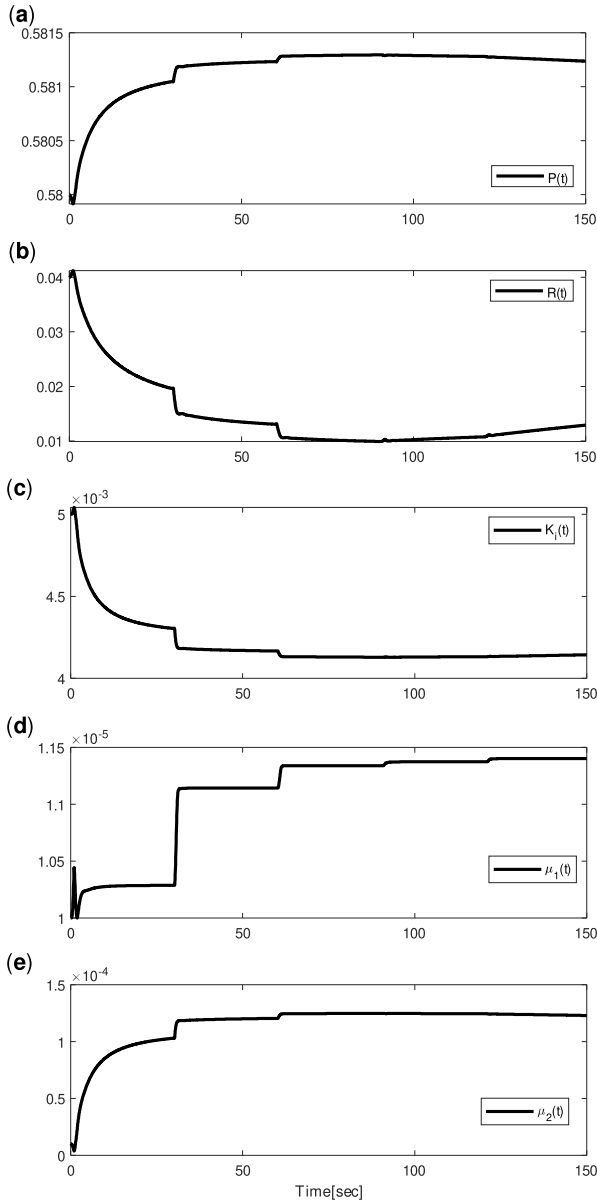 (a)
0.5815
0.581
0.5805
0.58
P(t)
0 50 100 150
(b)
0.04
0.03
0.02
0.01
R(t)
0 50 100 150
(c)
×10-3
5
4.5
4
Ki(t)
0 50 100 150
(d)
×10-5
1.15
1.1
1.05
1
μ1(t)
0 50 100 150
(e)
×10-4
1.5
1
0.5
0
μ2(t)
0 50 100 150
Time[sec]